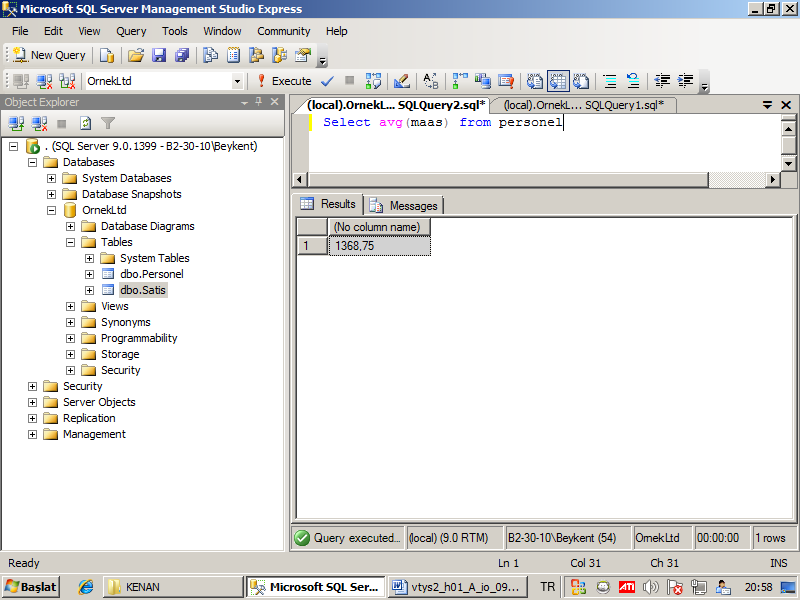 Microsoft SQL Server Management Studio Express
File Edit View Query Tools Window Community Help
New Query
OrnekLtd Execute
Object Explorer
(local).OrnekL... SQLQuery2.sql* (local).OrnekL... SQLQuery1.sql*
Select avg(maas) from personel
. (SQL Server 9.0.1399 - B2-30-10\Beykent)
Databases
System Databases
Database Snapshots
OrnekLtd
Database Diagrams
Tables
System Tables
dbo.Personel
dbo.Satis
Views
Synonyms
Programmability
Storage
Security
Security
Server Objects
Replication
Management
Results Messages
(No column name)
1 1368,75
Query executed... (local) (9.0 RTM) B2-30-10\Beykent (54) OrnekLtd 00:00:00 1 rows
Ready Ln 1 Col 31 Ch 31 INS
Başlat KENAN Microsoft SQL Ser... vtys2_h01_A_io_09... TR ATI 20:58